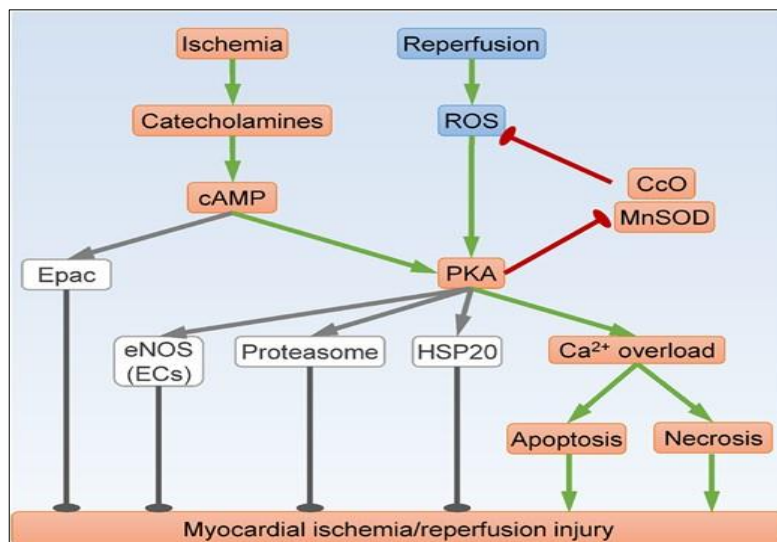 Ischemia
Reperfusion
Catecholamines
ROS
CcO
cAMP
MnSOD
Epac
PKA
eNOS
(ECs)
Proteasome
HSP20
Ca²⁺ overload
Apoptosis
Necrosis
Myocardial ischemia/reperfusion injury